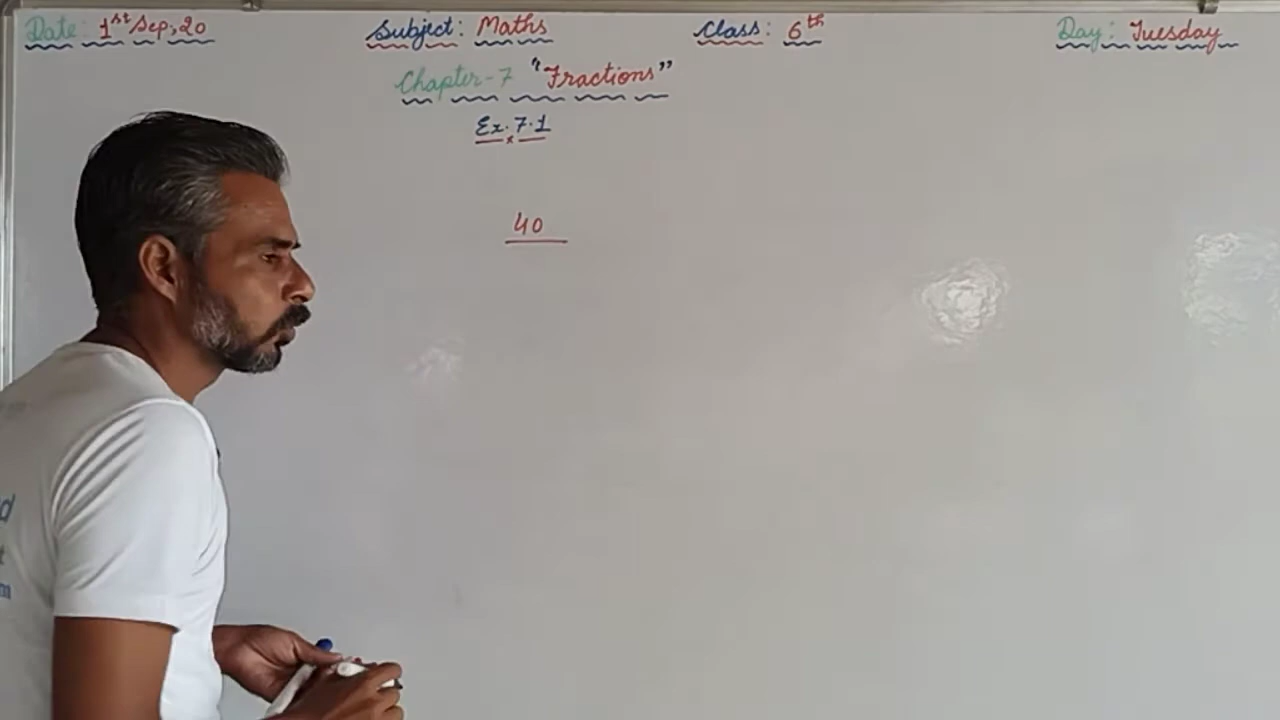 Date: 1st Sep, 20 Subject: Maths Class: 6th Day: Tuesday
Chapter-7 "Fractions"
Ex. 7.1
40